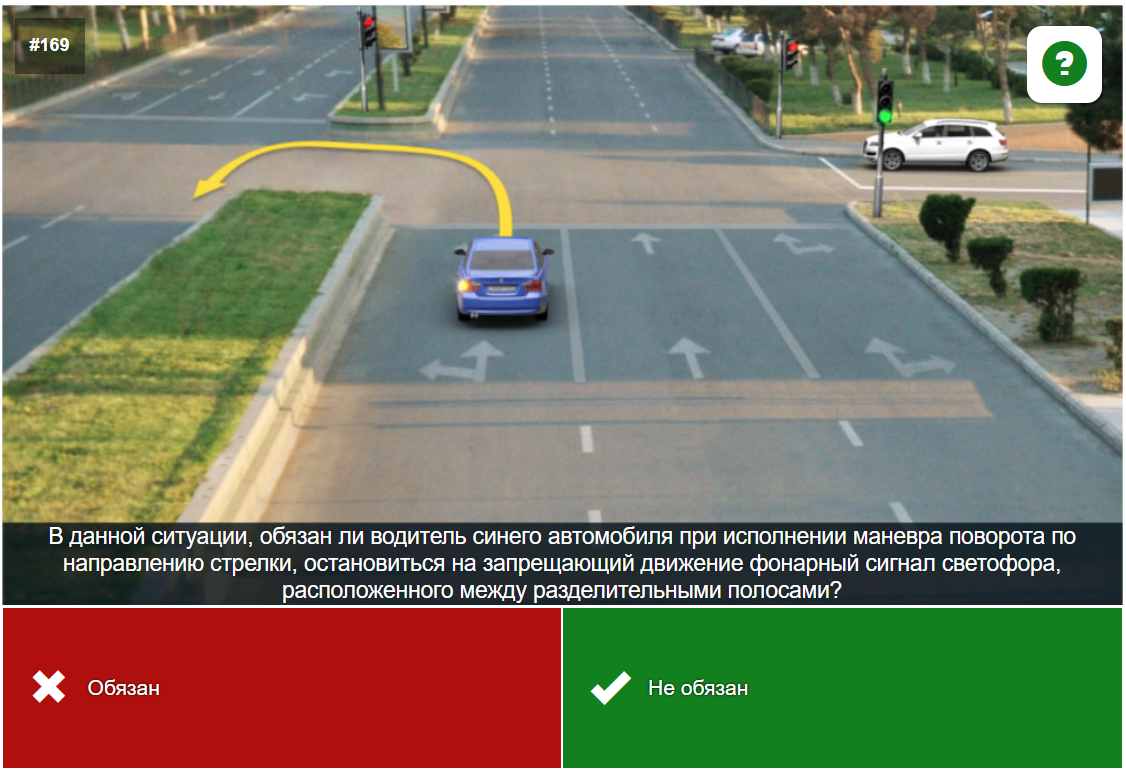 #169
?
В данной ситуации, обязан ли водитель синего автомобиля при исполнении маневра поворота по
направлению стрелки, остановиться на запрещающий движение фонарный сигнал светофора,
расположенного между разделительными полосами?
Обязан
Не обязан